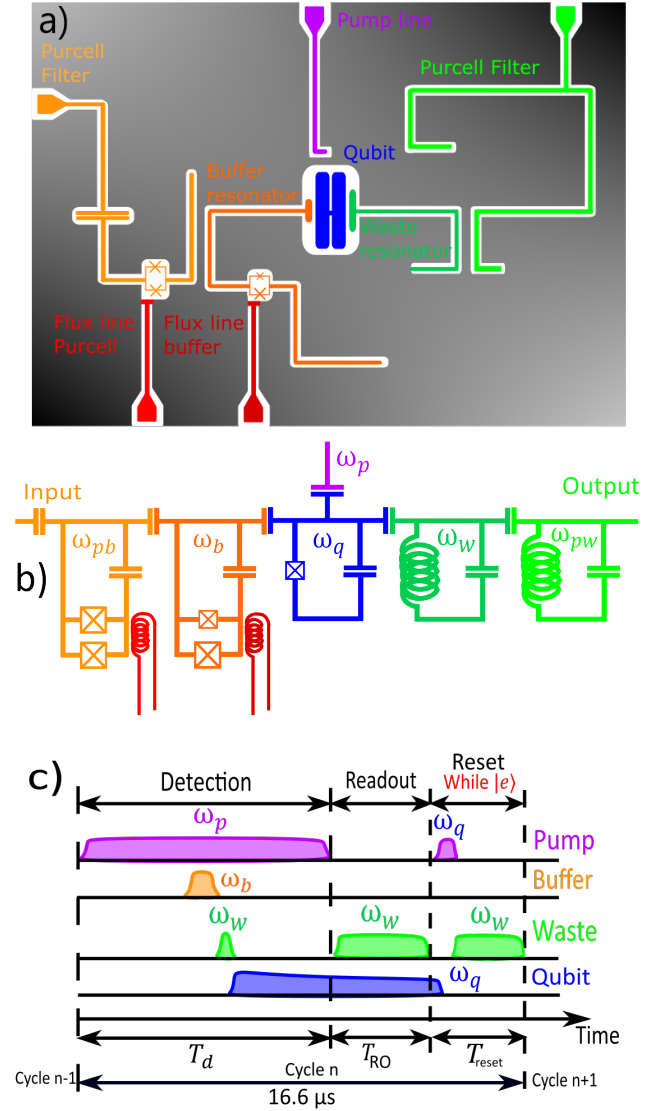 a)
Pump line
Purcell
Filter
Purcell Filter
Qubit
Buffer
resonator
Waste
resonator
Flux line
Purcell
Flux line
buffer
ω_p
Input
Output
ω_pb
ω_b
ω_q
ω_w
ω_pw
b)
c)
Detection
Readout
Reset
While |e⟩
ω_p
ω_q
Pump
ω_b
Buffer
ω_w
ω_w
ω_w
Waste
ω_q
Qubit
Time
T_d
T_RO
T_reset
Cycle n-1
Cycle n
Cycle n+1
16.6 μs